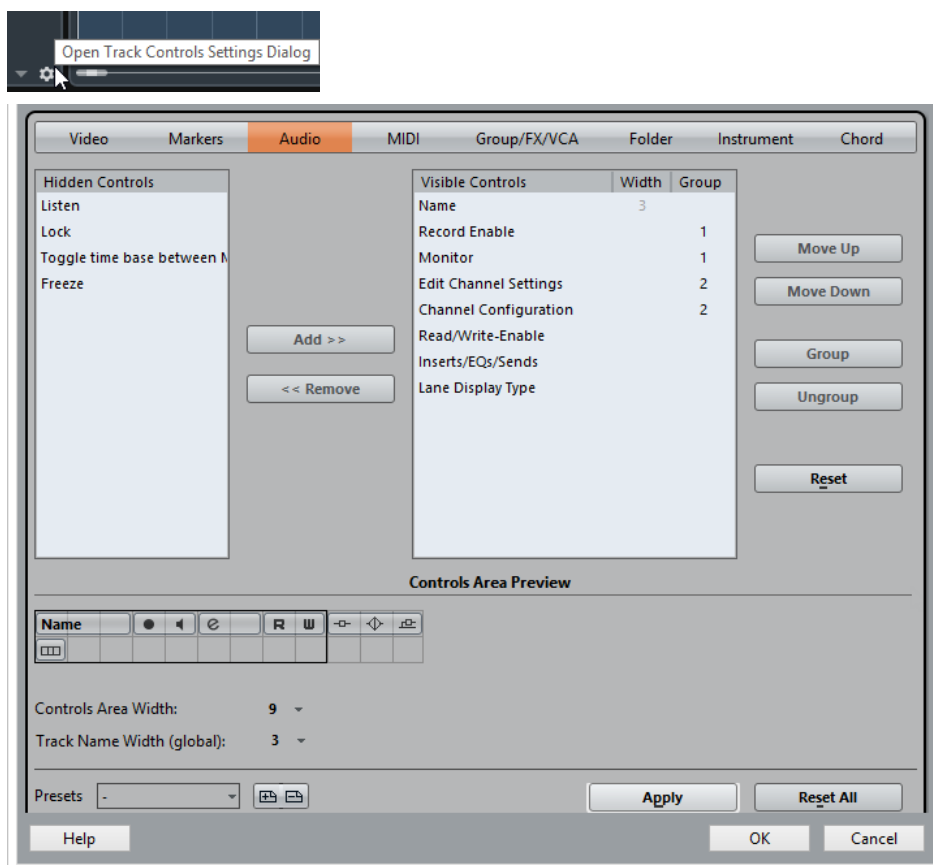 Open Track Controls Settings Dialog
Video Markers Audio MIDI Group/FX/VCA Folder Instrument Chord
Hidden Controls
Listen
Lock
Toggle time base between
Freeze
Add >>
<< Remove
Visible Controls Width Group
Name 3
Record Enable 1
Monitor 1
Edit Channel Settings 2
Channel Configuration 2
Read/Write-Enable
Inserts/EQs/Sends
Lane Display Type
Move Up
Move Down
Group
Ungroup
Reset
Controls Area Preview
Name e R W
Controls Area Width: 9
Track Name Width (global): 3
Presets - Apply Reset All
Help OK Cancel